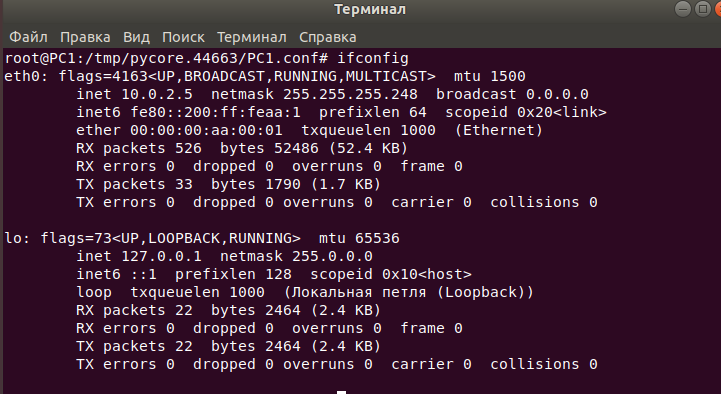 Терминал
Файл Правка Вид Поиск Терминал Справка
root@PC1:/tmp/pycore.44663/PC1.conf# ifconfig
eth0: flags=4163<UP,BROADCAST,RUNNING,MULTICAST>  mtu 1500
        inet 10.0.2.5  netmask 255.255.255.248  broadcast 0.0.0.0
        inet6 fe80::200:ff:feaa:1  prefixlen 64  scopeid 0x20<link>
        ether 00:00:00:aa:00:01  txqueuelen 1000  (Ethernet)
        RX packets 526  bytes 52486 (52.4 KB)
        RX errors 0  dropped 0  overruns 0  frame 0
        TX packets 33  bytes 1790 (1.7 KB)
        TX errors 0  dropped 0 overruns 0  carrier 0  collisions 0

lo: flags=73<UP,LOOPBACK,RUNNING>  mtu 65536
        inet 127.0.0.1  netmask 255.0.0.0
        inet6 ::1  prefixlen 128  scopeid 0x10<host>
        loop  txqueuelen 1000  (Локальная петля (Loopback))
        RX packets 22  bytes 2464 (2.4 KB)
        RX errors 0  dropped 0  overruns 0  frame 0
        TX packets 22  bytes 2464 (2.4 KB)
        TX errors 0  dropped 0 overruns 0  carrier 0  collisions 0